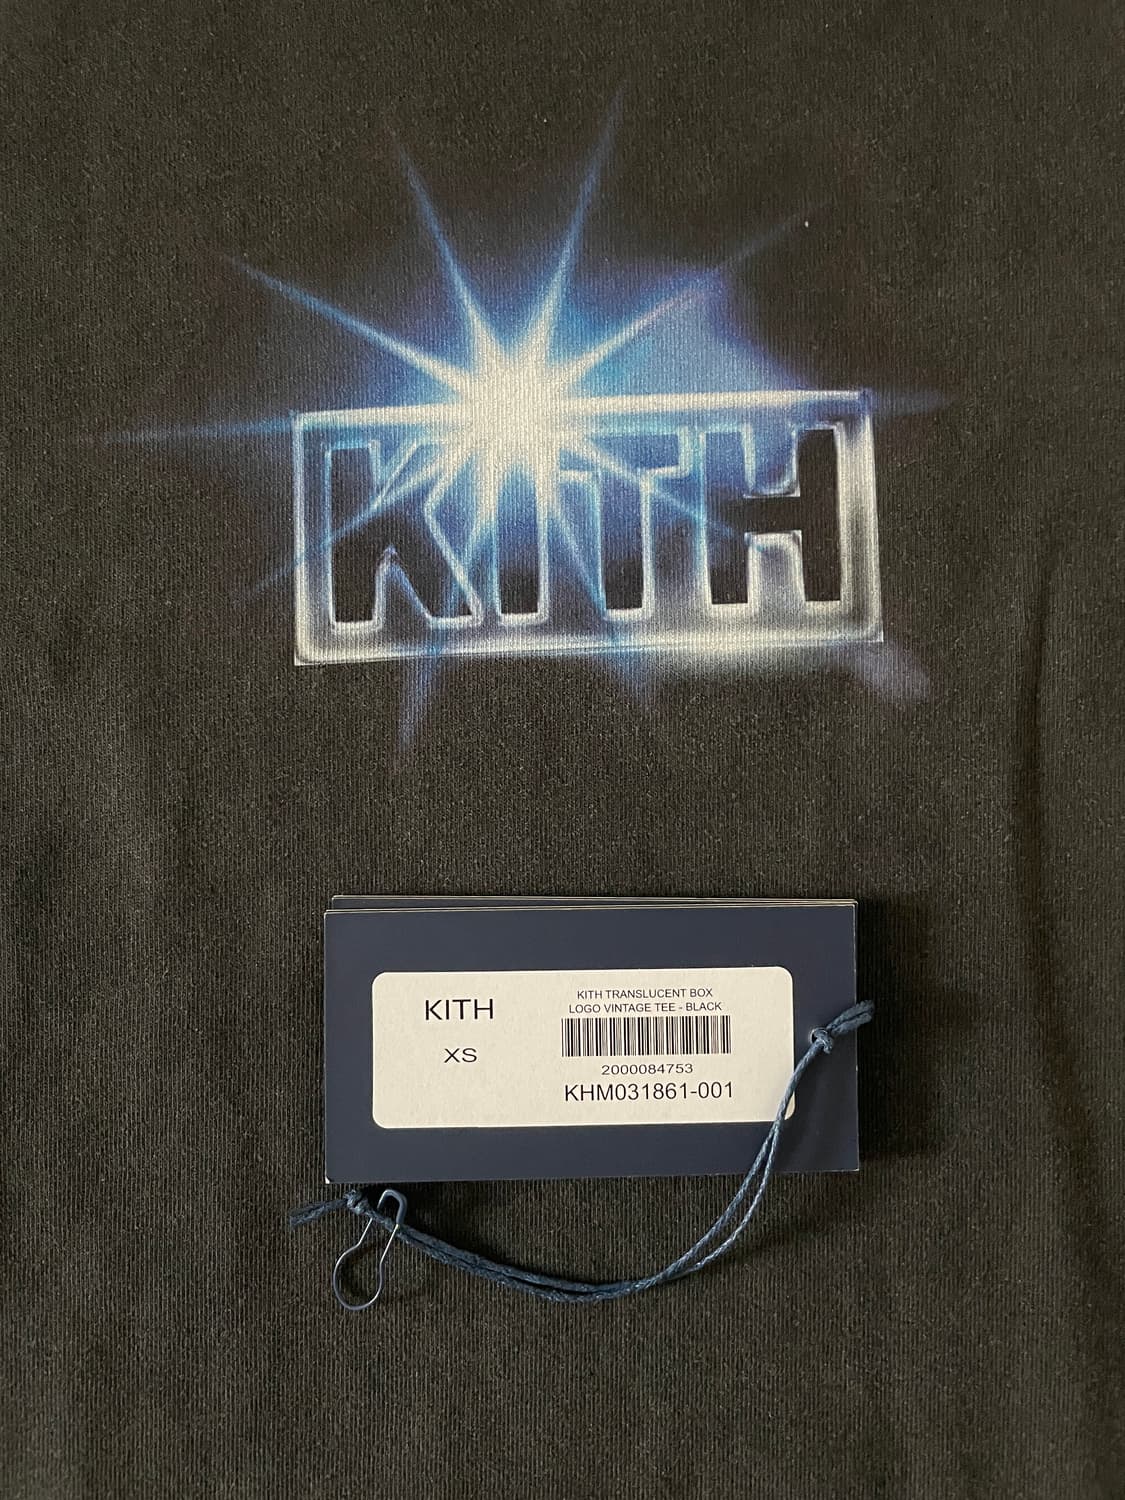 KITH
KITH
XS
KITH TRANSLUCENT BOX
LOGO VINTAGE TEE - BLACK
2000084753
KHM031861-001